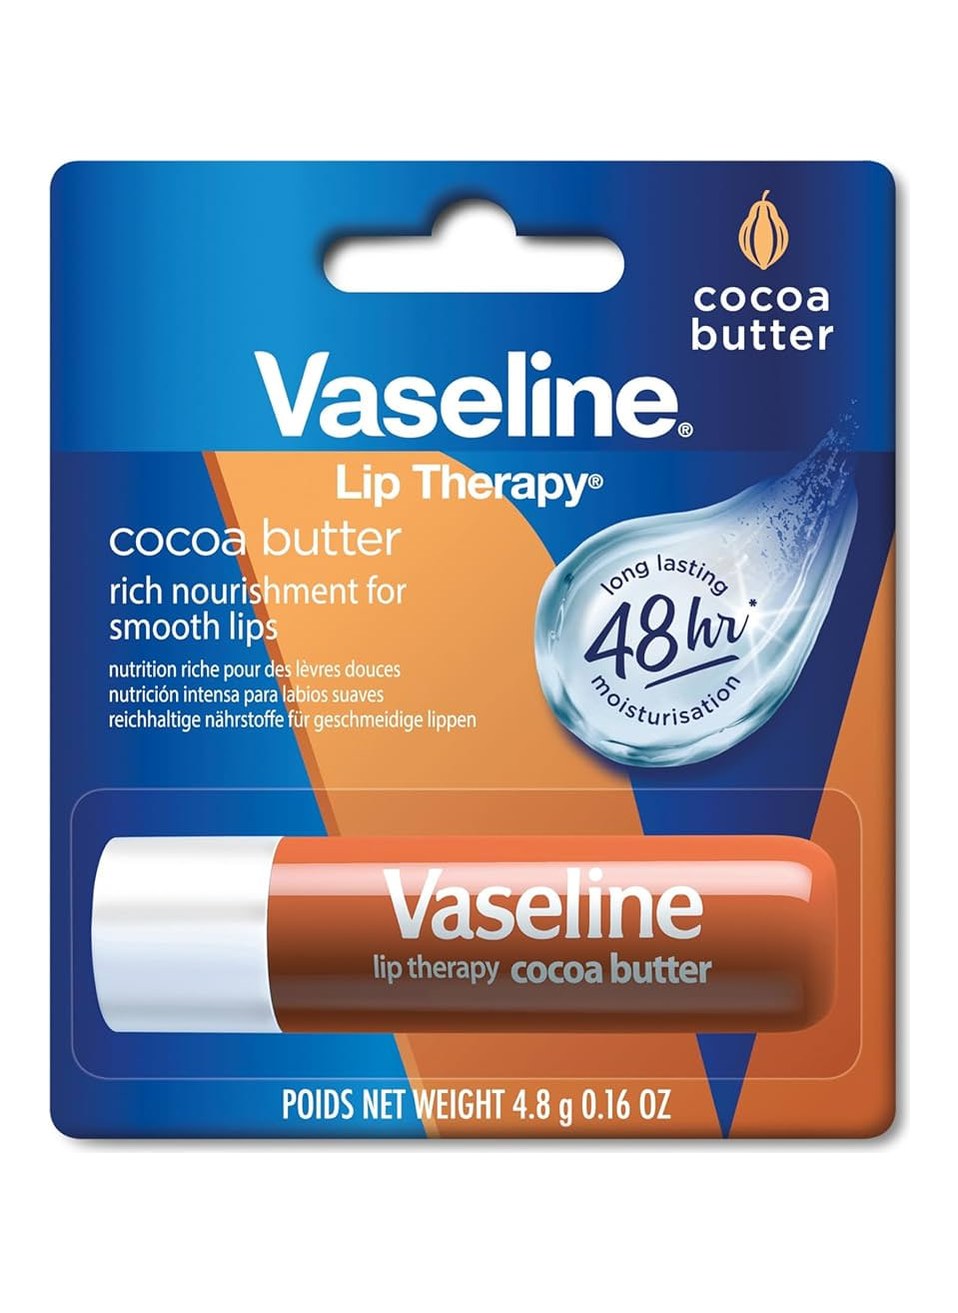 cocoa
butter
Vaseline®
Lip Therapy®
cocoa butter
rich nourishment for
smooth lips
nutrition riche pour des lèvres douces
nutrición intensa para labios suaves
reichhaltige nährstoffe für geschmeidige lippen
long lasting
48hr*
moisturisation
Vaseline
lip therapy cocoa butter
POIDS NET WEIGHT 4.8 g 0.16 OZ